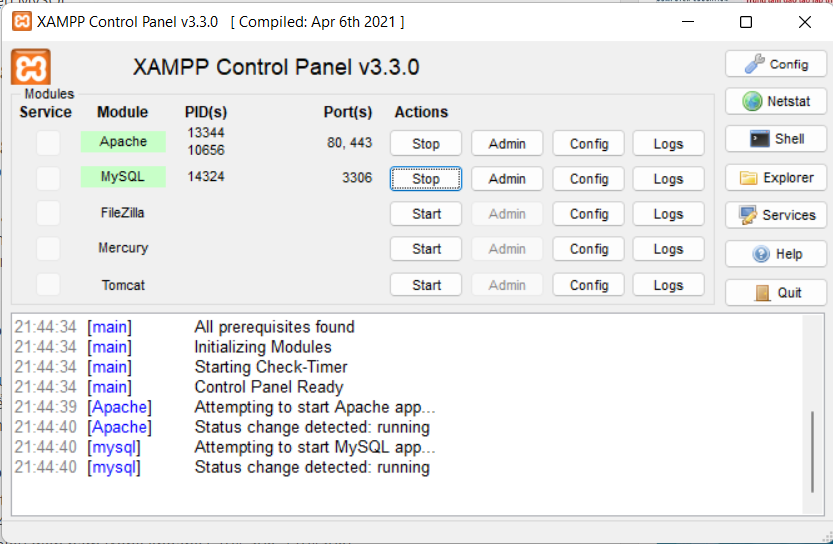 XAMPP Control Panel v3.3.0 [ Compiled: Apr 6th 2021 ]
XAMPP Control Panel v3.3.0
Config
Modules
Service Module PID(s) Port(s) Actions
Netstat
Apache 13344 10656 80, 443 Stop Admin Config Logs
Shell
MySQL 14324 3306 Stop Admin Config Logs
Explorer
FileZilla Start Admin Config Logs
Services
Mercury Start Admin Config Logs
Help
Tomcat Start Admin Config Logs
Quit
21:44:34 [main] All prerequisites found
21:44:34 [main] Initializing Modules
21:44:34 [main] Starting Check-Timer
21:44:34 [main] Control Panel Ready
21:44:39 [Apache] Attempting to start Apache app...
21:44:40 [Apache] Status change detected: running
21:44:40 [mysql] Attempting to start MySQL app...
21:44:40 [mysql] Status change detected: running